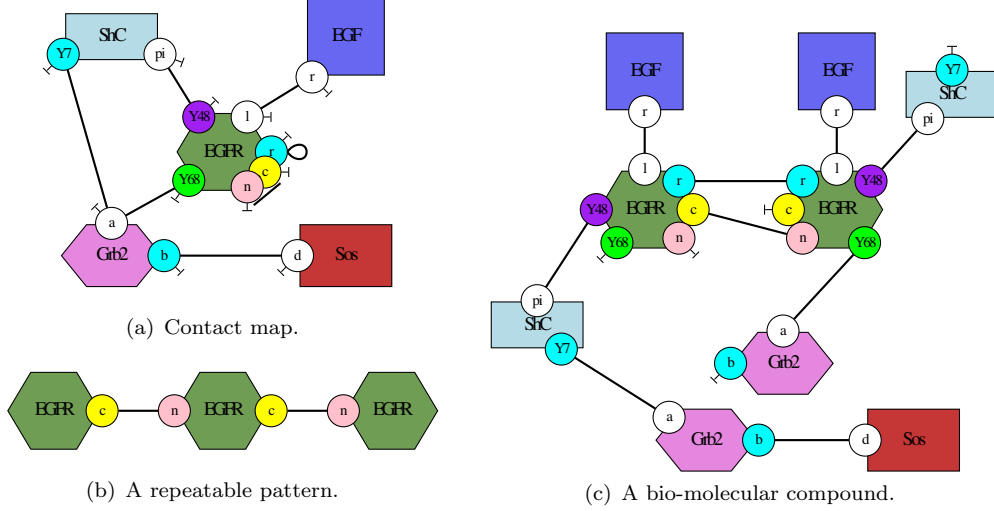 ShC
EGF
Y7
pi
r
Y48
l
EGFR
r
c
Y68
n
a
Grb2
b
d
Sos
(a) Contact map.
EGFR
c
n
EGFR
c
n
EGFR
(b) A repeatable pattern.
EGF
EGF
Y7
ShC
r
r
pi
l
l
r
r
Y48
Y48
EGFR
c
c
EGFR
Y68
n
n
Y68
pi
ShC
Y7
a
b
Grb2
a
Grb2
b
d
Sos
(c) A bio-molecular compound.